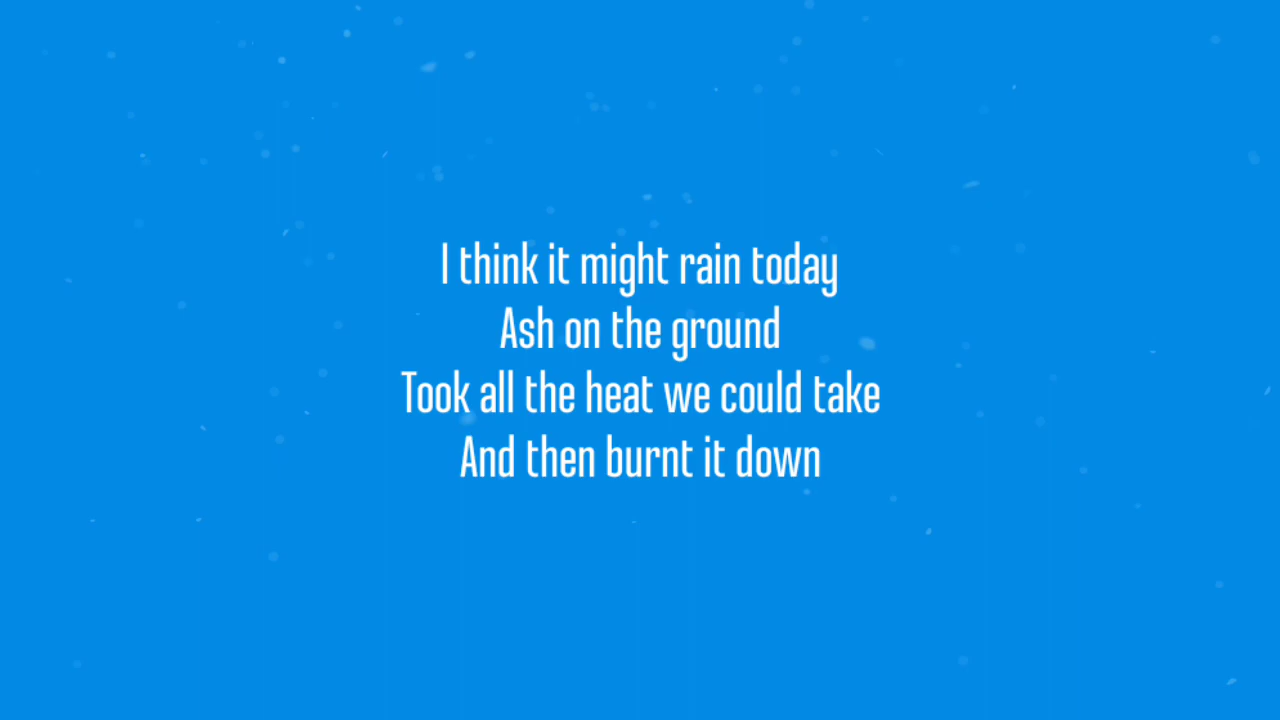 I think it might rain today
Ash on the ground
Took all the heat we could take
And then burnt it down